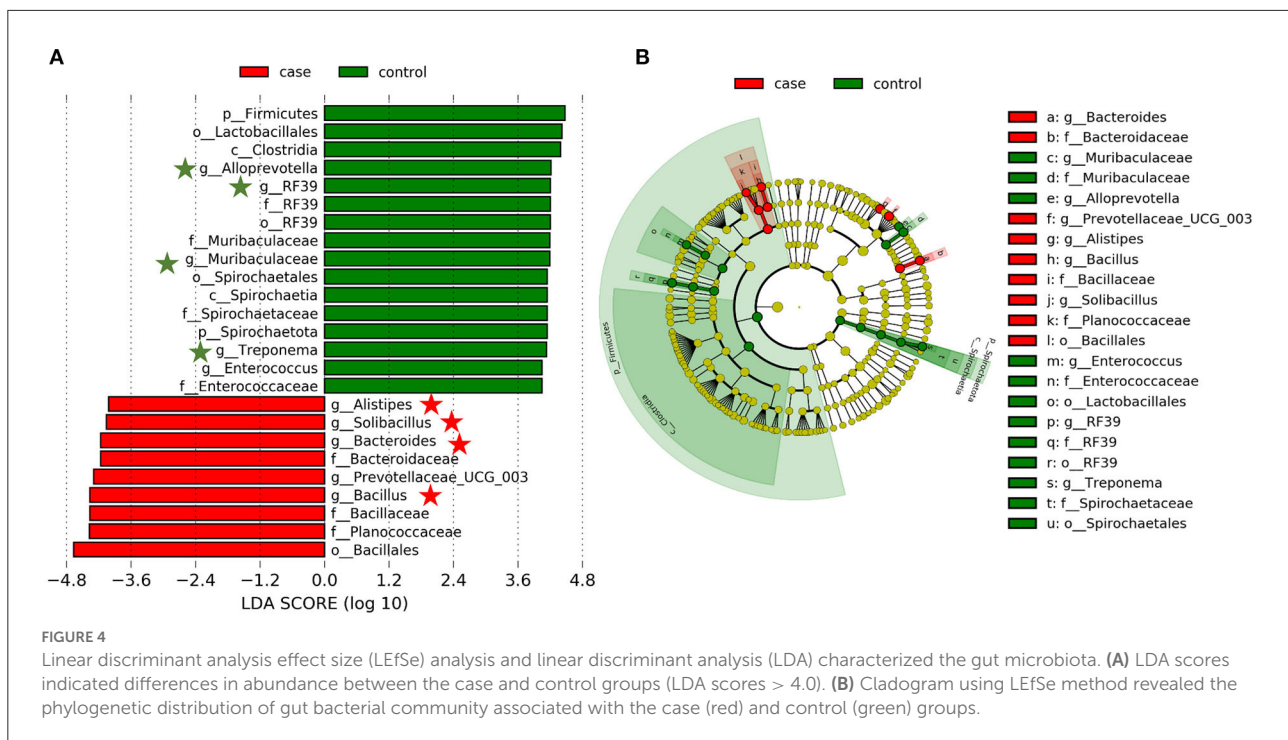 A
case control
p__Firmicutes
o__Lactobacillales
c__Clostridia
g__Alloprevotella
g__RF39
f__RF39
o__RF39
f__Muribaculaceae
g__Muribaculaceae
o__Spirochaetales
c__Spirochaetia
f__Spirochaetaceae
p__Spirochaetota
g__Treponema
g__Enterococcus
f__Enterococcaceae
g__Alistipes
g__Solibacillus
g__Bacteroides
f__Bacteroidaceae
g__Prevotellaceae_UCG_003
g__Bacillus
f__Bacillaceae
f__Planococcaceae
o__Bacillales
−4.8 −3.6 −2.4 −1.2 0.0 1.2 2.4 3.6 4.8
LDA SCORE (log 10)
B
case control
l
k
i
h
o
n
r
q
p
d
b
s
t
u
p__Firmicutes
c__Clostridia
p__Spirochaetota
c__Spirochaetia
a: g__Bacteroides
b: f__Bacteroidaceae
c: g__Muribaculaceae
d: f__Muribaculaceae
e: g__Alloprevotella
f: g__Prevotellaceae_UCG_003
g: g__Alistipes
h: g__Bacillus
i: f__Bacillaceae
j: g__Solibacillus
k: f__Planococcaceae
l: o__Bacillales
m: g__Enterococcus
n: f__Enterococcaceae
o: o__Lactobacillales
p: g__RF39
q: f__RF39
r: o__RF39
s: g__Treponema
t: f__Spirochaetaceae
u: o__Spirochaetales
FIGURE 4
Linear discriminant analysis effect size (LEfSe) analysis and linear discriminant analysis (LDA) characterized the gut microbiota. (A) LDA scores
indicated differences in abundance between the case and control groups (LDA scores > 4.0). (B) Cladogram using LEfSe method revealed the
phylogenetic distribution of gut bacterial community associated with the case (red) and control (green) groups.